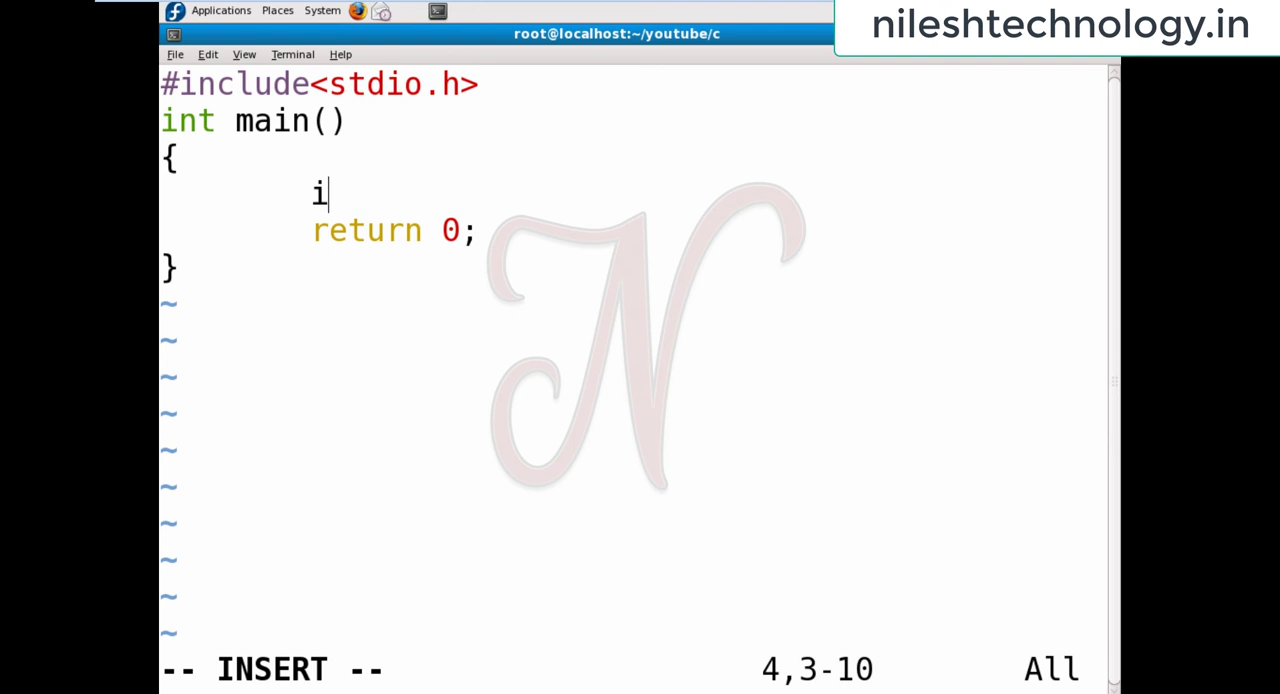 Applications Places System
nileshtechnology.in
root@localhost:~/youtube/c
File Edit View Terminal Help
#include<stdio.h>
int main()
{
i
return 0;
}
~
~
~
~
~
~
~
~
~
~
N
-- INSERT -- 4,3-10 All